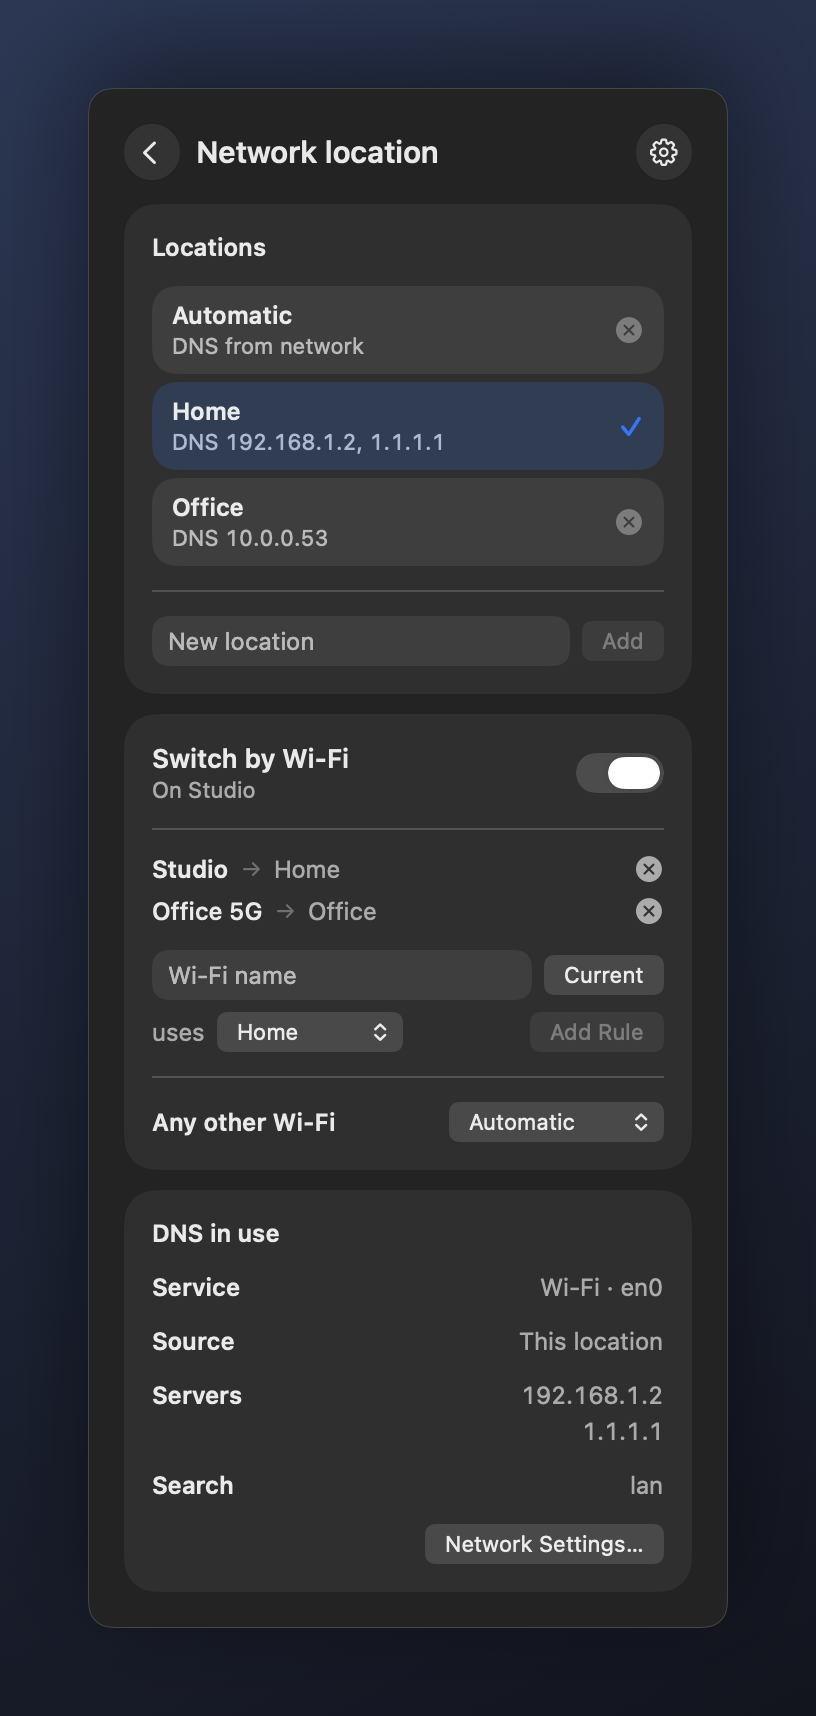 Network location
Locations
Automatic
DNS from network
Home
DNS 192.168.1.2, 1.1.1.1
Office
DNS 10.0.0.53
New location
Add
Switch by Wi-Fi
On Studio
Studio → Home
Office 5G → Office
Wi-Fi name
Current
uses
Home
Add Rule
Any other Wi-Fi
Automatic
DNS in use
Service
Wi-Fi · en0
Source
This location
Servers
192.168.1.2
1.1.1.1
Search
lan
Network Settings...